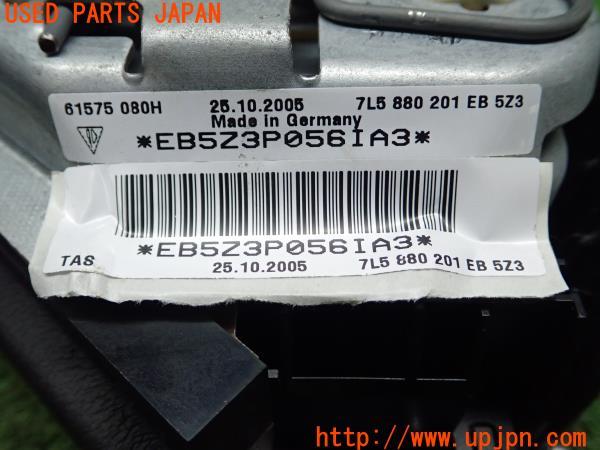 USED PARTS JAPAN
61575 080H 25.10.2005 7L5 880 201 EB 5Z3
Made in Germany
*EB5Z3P056IA3*
*EB5Z3P056IA3*
TAS 25.10.2005 7L5 880 201 EB 5Z3
http://www.upjpn.com